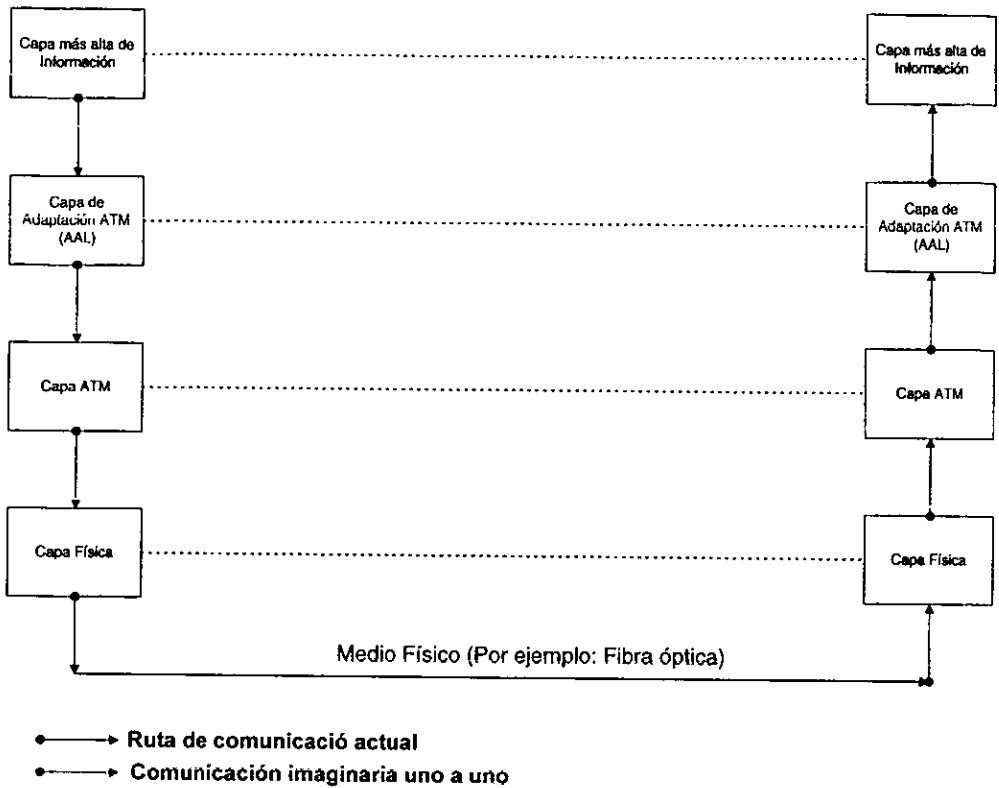 Capa más alta de
Información
Capa más alta de
Información
Capa de
Adaptación ATM
(AAL)
Capa de
Adaptación ATM
(AAL)
Capa ATM
Capa ATM
Capa Física
Capa Física
Medio Físico (Por ejemplo: Fibra óptica)
Ruta de comunicació actual
Comunicación imaginaria uno a uno